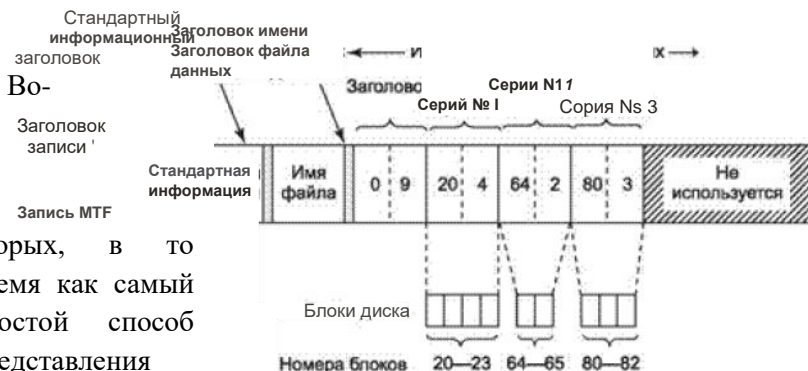 Стандартный
информационный
заголовок
Заголовок имени
Заголовок файла
данных
И
х
Заголово
Серий № I
Серии N1 1
Сория Ns 3
Во-
Заголовок
записи '
Стандартная
информация
Имя
файла
0 9 20 4 64 2 80 3
Не
используется
Запись MTF
орых, в то
емя как самый
остой способ
едставления
Блоки диска
Номера блоков 20—23 64—65 80—82